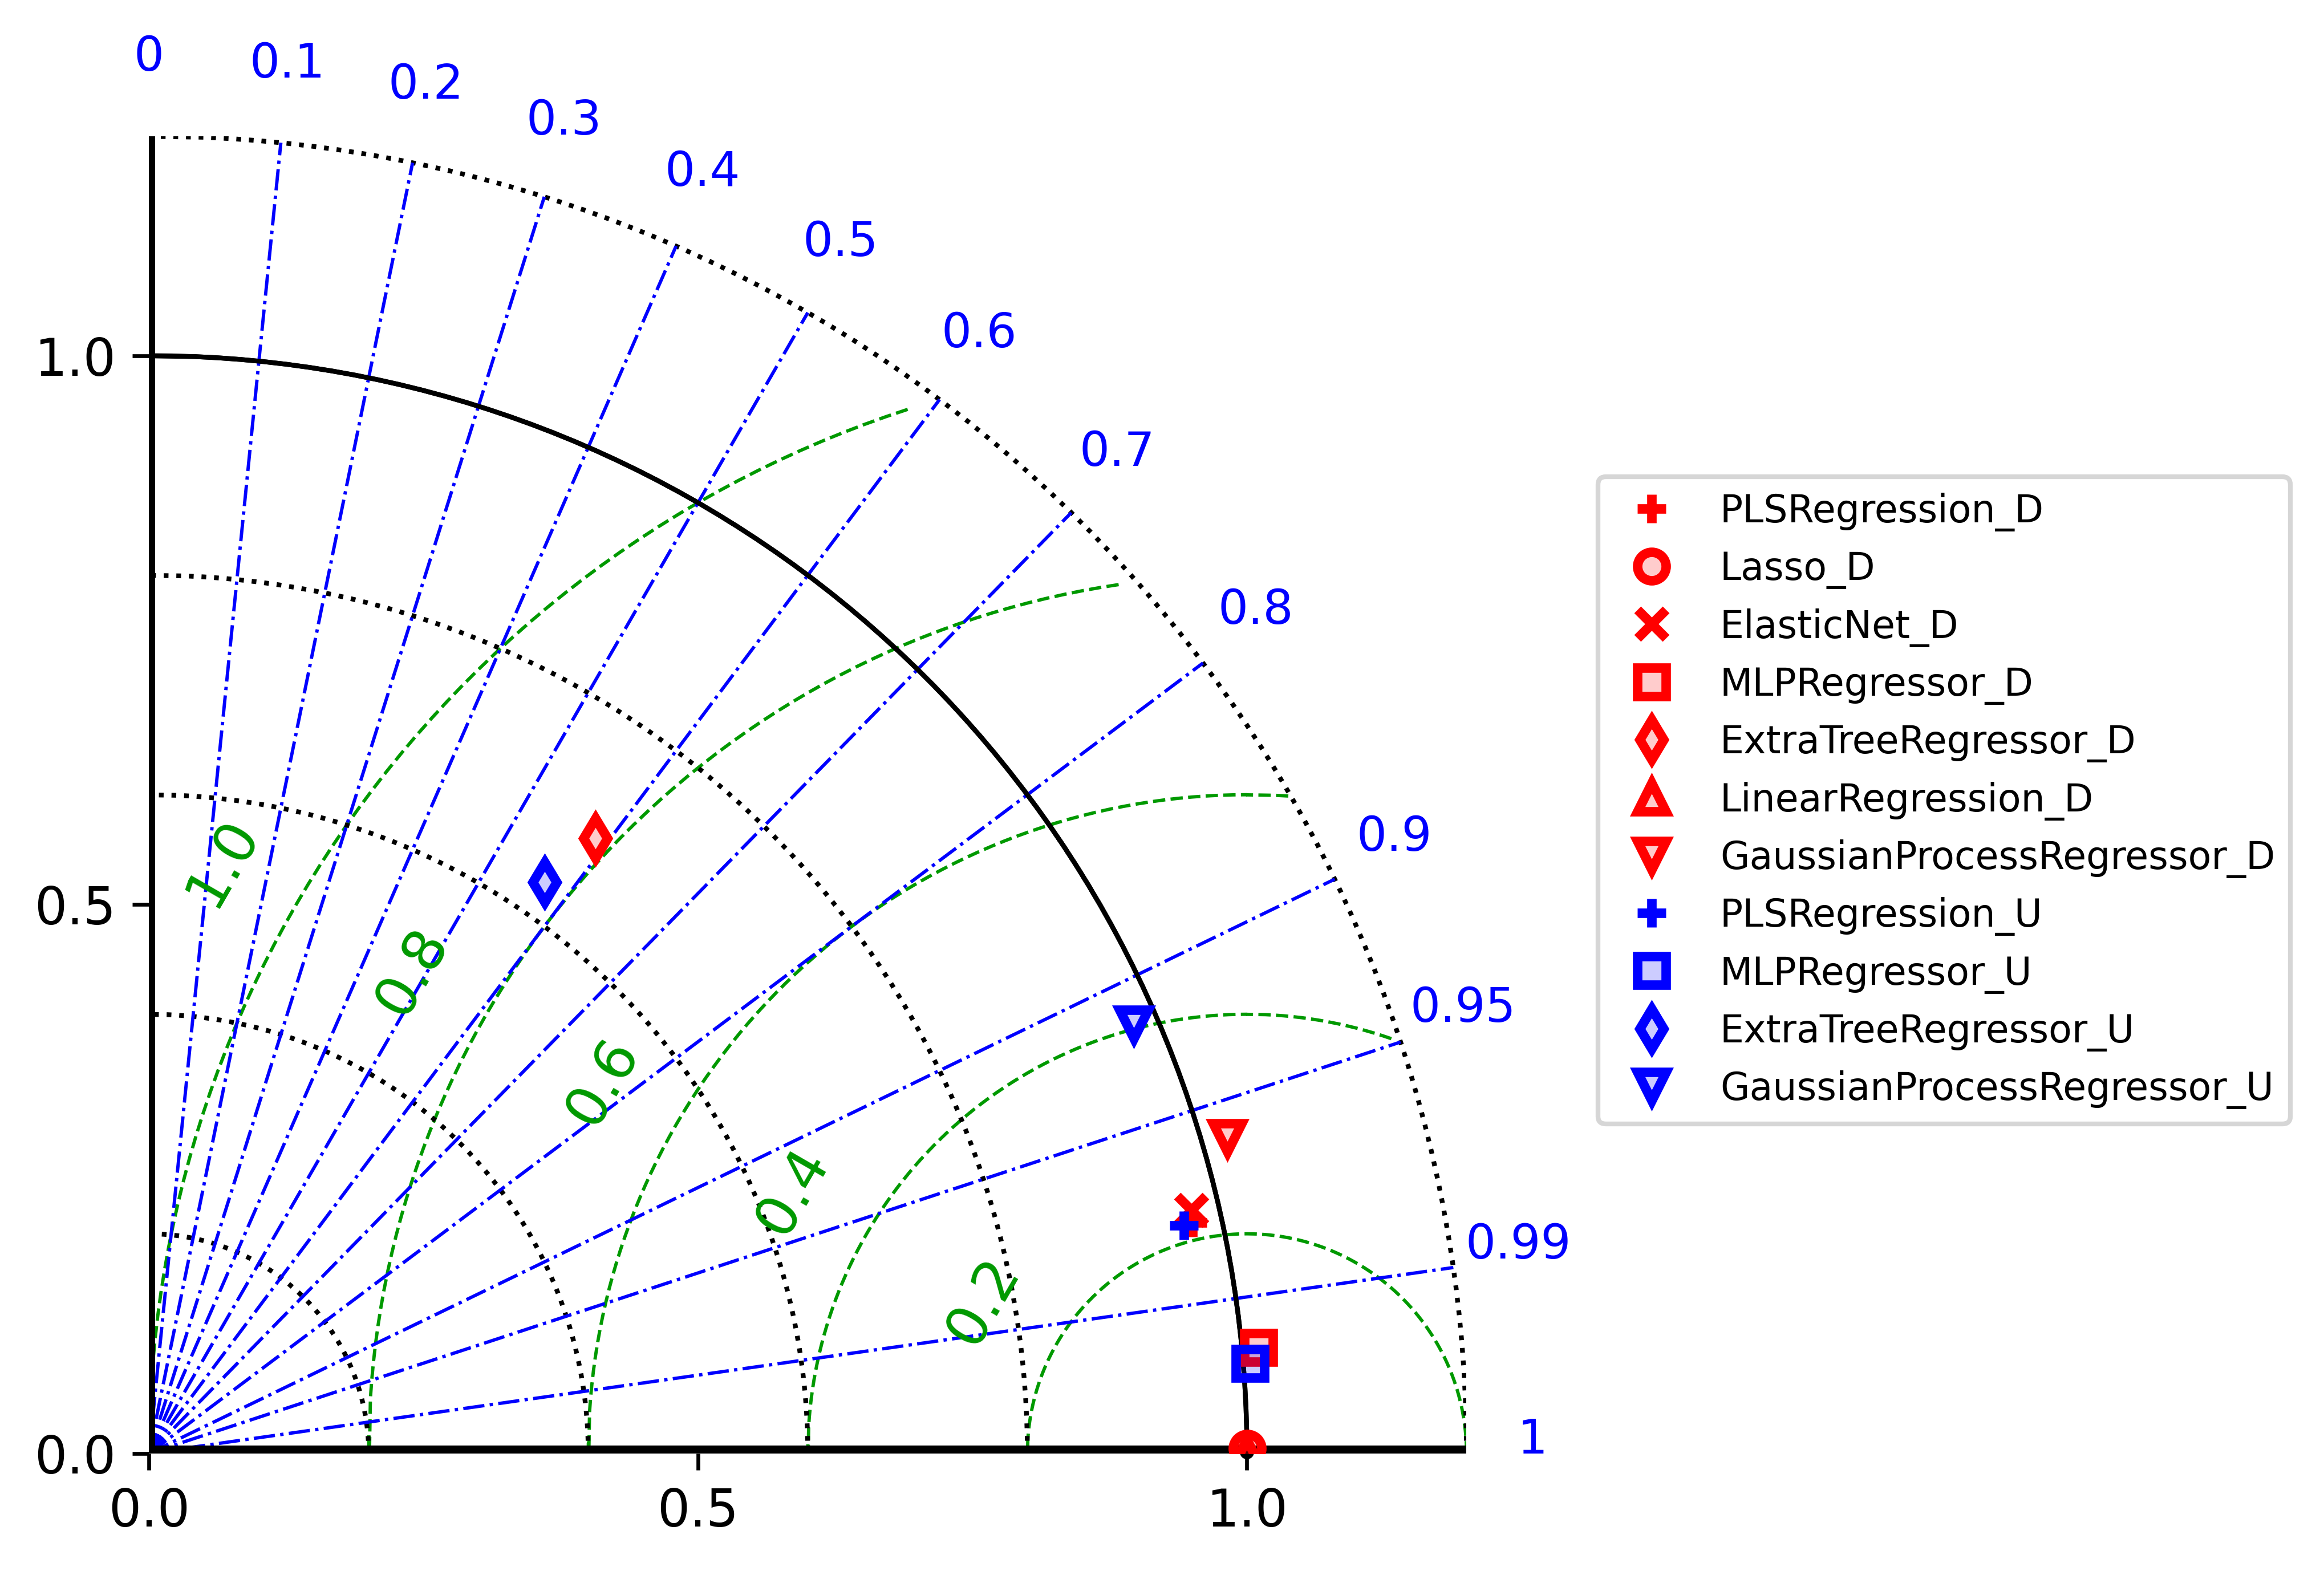 0
0.1
0.2
0.3
0.4
0.5
0.6
0.7
0.8
0.9
0.95
0.99
1
1.0
0.5
0.0
0.0
0.5
1.0
1.0
0.8
0.6
0.4
0.2
PLSRegression_D
Lasso_D
ElasticNet_D
MLPRegressor_D
ExtraTreeRegressor_D
LinearRegression_D
GaussianProcessRegressor_D
PLSRegression_U
MLPRegressor_U
ExtraTreeRegressor_U
GaussianProcessRegressor_U